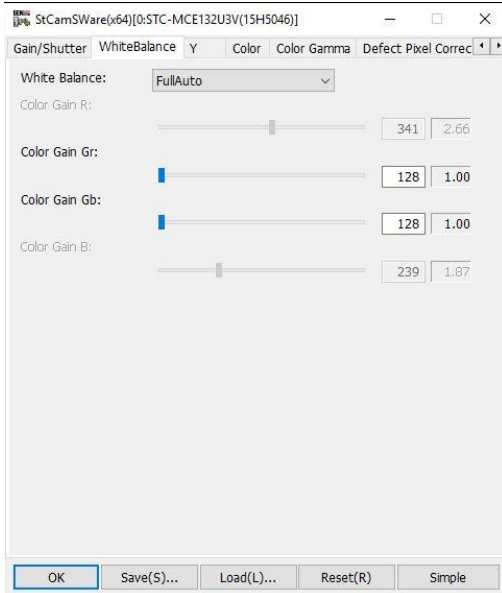 StCamSWare(x64)[0:STC-MCE132U3V(15H5046)]
Gain/Shutter WhiteBalance Y Color Color Gamma Defect Pixel Correc
White Balance: FullAuto
Color Gain R:
341 2.66
Color Gain Gr:
128 1.00
Color Gain Gb:
128 1.00
Color Gain B:
239 1.87
OK Save(S)... Load(L)... Reset(R) Simple